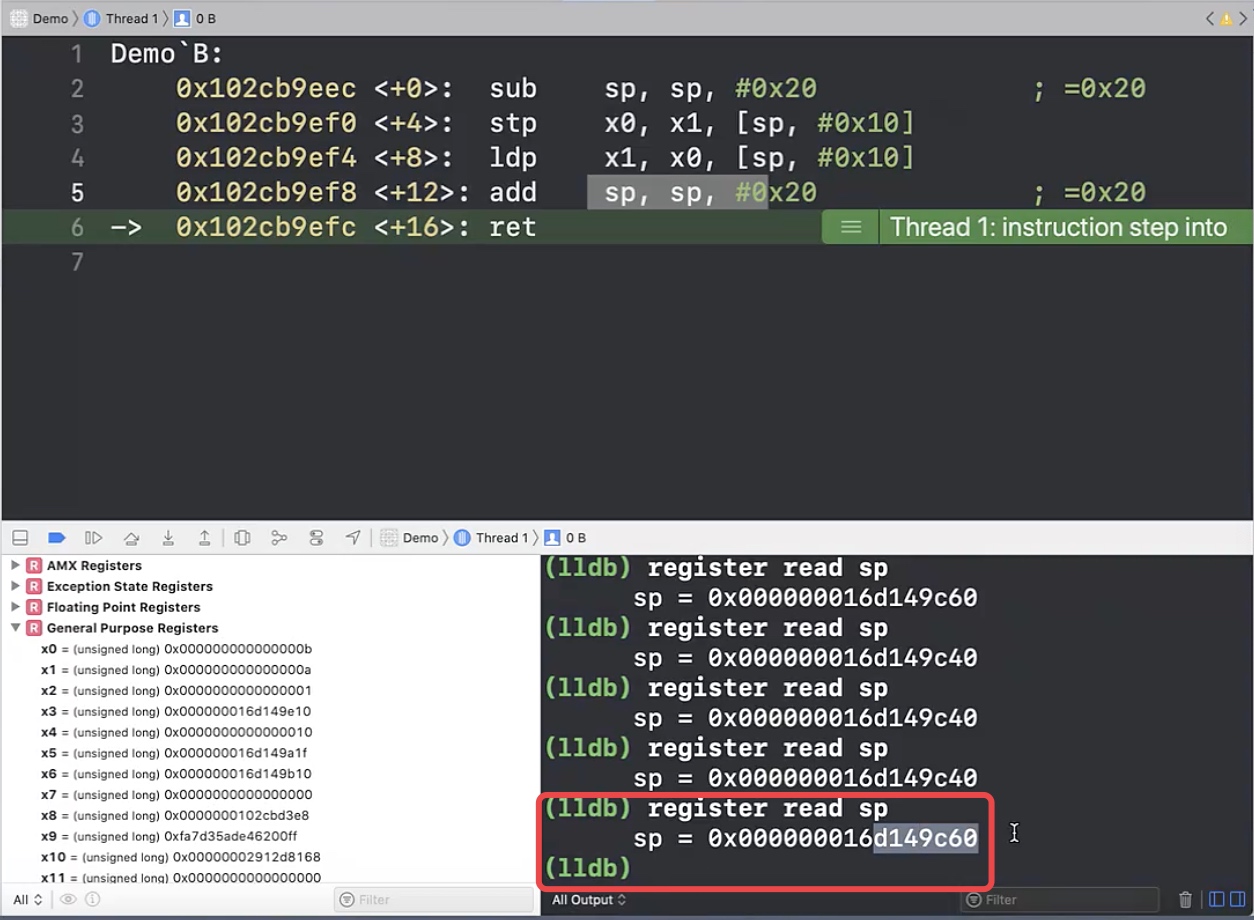 Demo Thread 1 0 B
1 Demo`B:
2 0x102cb9eec <+0>: sub sp, sp, #0x20 ; =0x20
3 0x102cb9ef0 <+4>: stp x0, x1, [sp, #0x10]
4 0x102cb9ef4 <+8>: ldp x1, x0, [sp, #0x10]
5 0x102cb9ef8 <+12>: add sp, sp, #0x20 ; =0x20
6 -> 0x102cb9efc <+16>: ret Thread 1: instruction step into
7
Demo Thread 1 0 B
R AMX Registers
R Exception State Registers
R Floating Point Registers
R General Purpose Registers
x0 = (unsigned long) 0x000000000000000b
x1 = (unsigned long) 0x000000000000000a
x2 = (unsigned long) 0x0000000000000001
x3 = (unsigned long) 0x000000016d149e10
x4 = (unsigned long) 0x0000000000000010
x5 = (unsigned long) 0x000000016d149a1f
x6 = (unsigned long) 0x000000016d149b10
x7 = (unsigned long) 0x0000000000000000
x8 = (unsigned long) 0x0000000102cbd3e8
x9 = (unsigned long) 0xfa7d35ade46200ff
x10 = (unsigned long) 0x00000002912d8168
x11 = (unsigned long) 0x0000000000000000
All Filter
(lldb) register read sp
sp = 0x000000016d149c60
(lldb) register read sp
sp = 0x000000016d149c40
(lldb) register read sp
sp = 0x000000016d149c40
(lldb) register read sp
sp = 0x000000016d149c40
(lldb) register read sp
sp = 0x000000016d149c60
(lldb)
All Output Filter